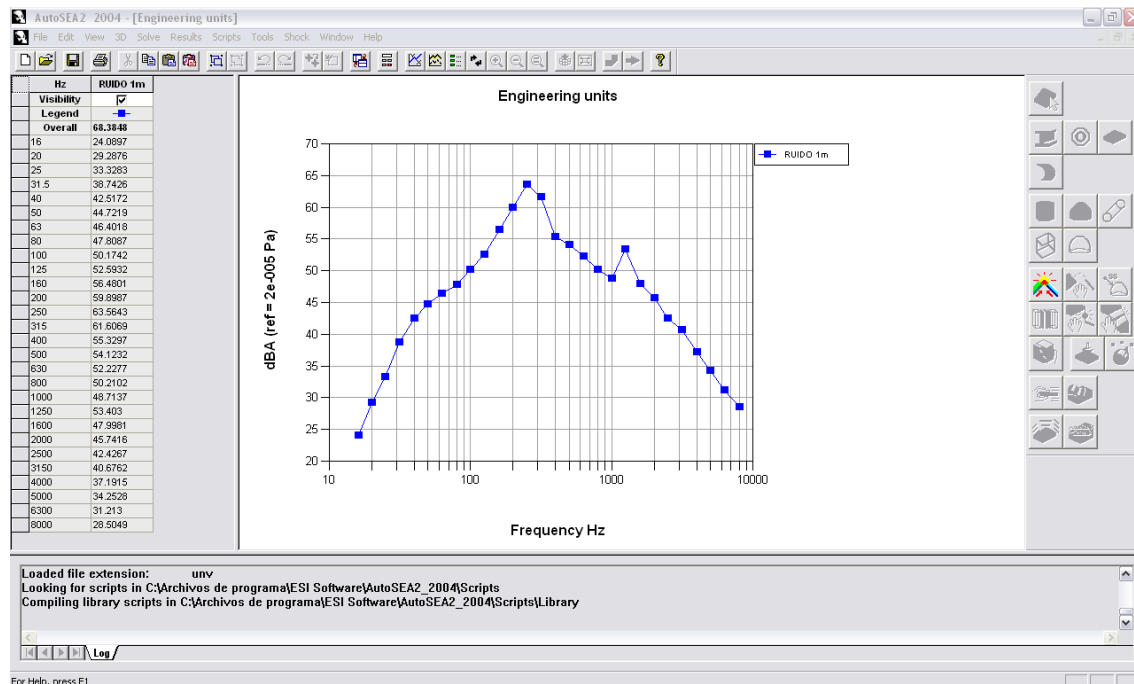 AutoSEA2 2004 - [Engineering units]
File Edit View 3D Solve Results Scripts Tools Shock Window Help
Hz RUIDO 1m
Visibility
Legend
Overall 68.3848
16 24.0897
20 29.2876
25 33.3283
31.5 38.7426
40 42.5172
50 44.7219
63 46.4018
80 47.8087
100 50.1742
125 52.5932
160 56.4801
200 59.8987
250 63.5643
315 61.6069
400 55.3297
500 54.1232
630 52.2277
800 50.2102
1000 48.7137
1250 53.403
1600 47.9981
2000 45.7416
2500 42.4267
3150 40.6762
4000 37.1915
5000 34.2528
6300 31.213
8000 28.5049
Engineering units
RUIDO 1m
dBA (ref = 2e-005 Pa)
70
65
60
55
50
45
40
35
30
25
20
10 100 1000 10000
Frequency Hz
Loaded file extension: unv
Looking for scripts in C:\Archivos de programa\ESI Software\AutoSEA2_2004\Scripts
Compiling library scripts in C:\Archivos de programa\ESI Software\AutoSEA2_2004\Scripts\Library
Log
For Help, press F1